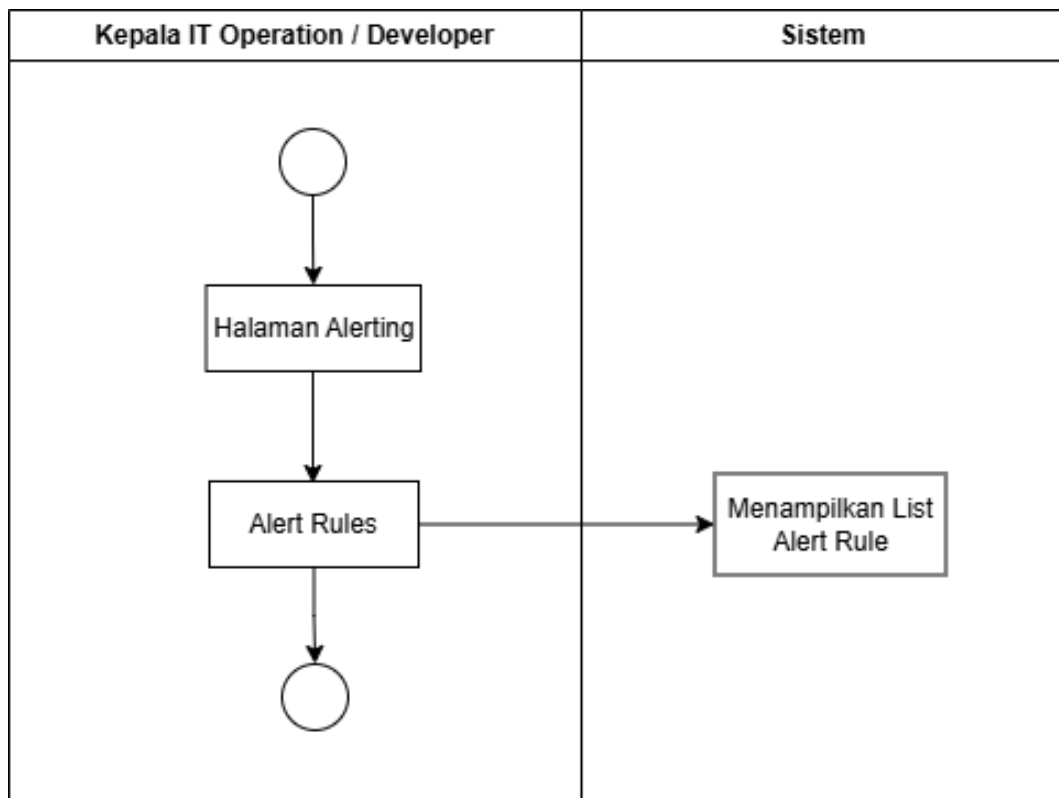 Kepala IT Operation / Developer
Sistem
Halaman Alerting
Alert Rules
Menampilkan List
Alert Rule